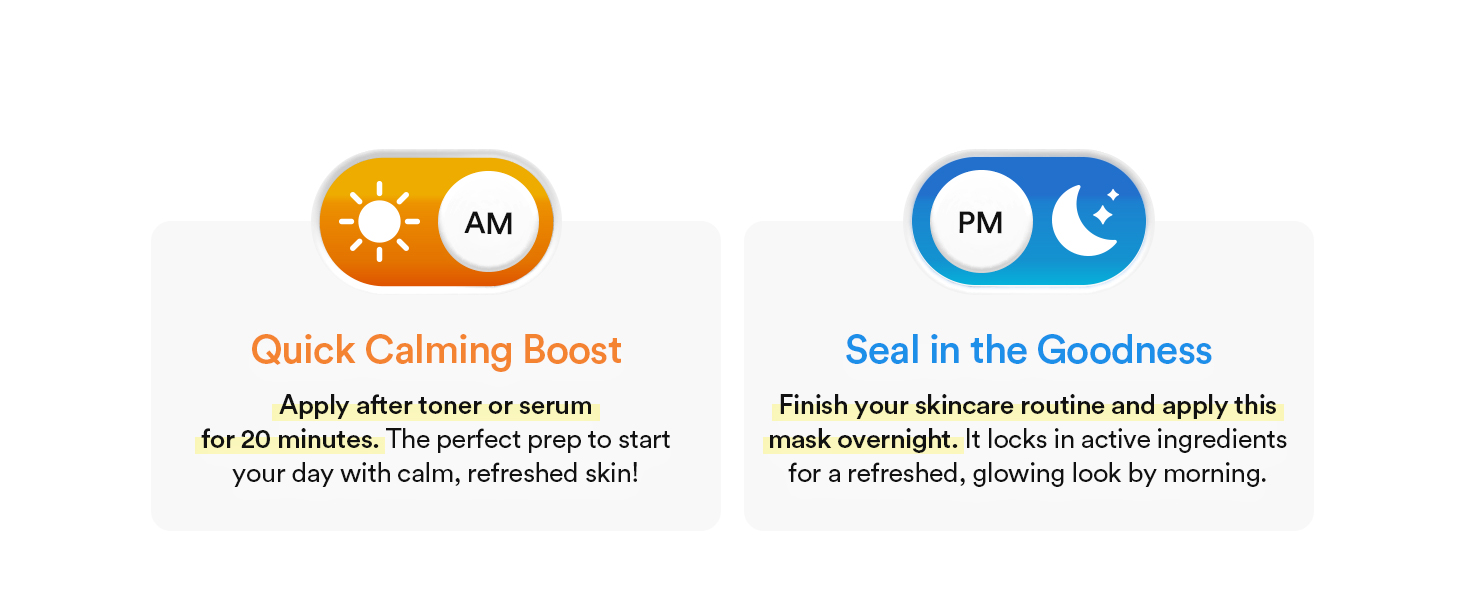 AM
Quick Calming Boost
Apply after toner or serum
for 20 minutes. The perfect prep to start
your day with calm, refreshed skin!
PM
Seal in the Goodness
Finish your skincare routine and apply this
mask overnight. It locks in active ingredients
for a refreshed, glowing look by morning.